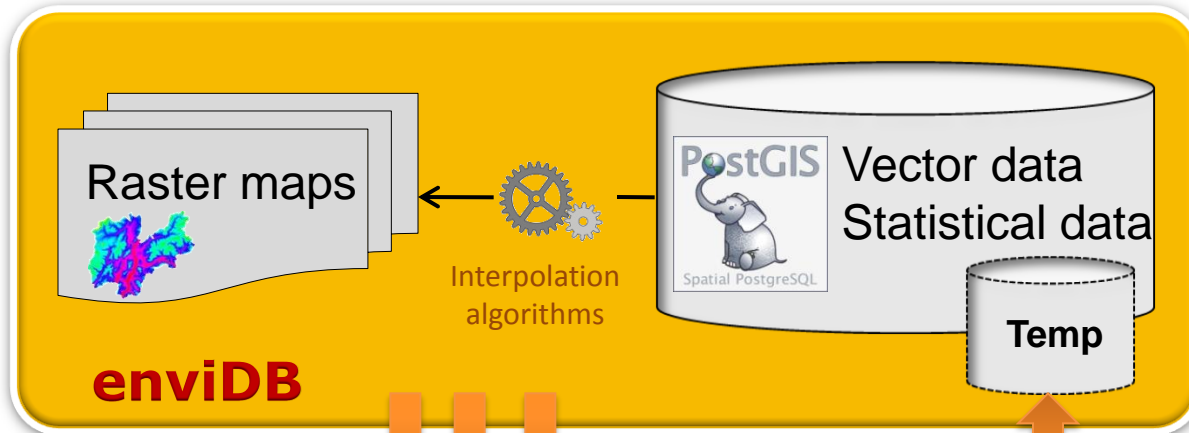 Raster maps
Interpolation
algorithms
PostGIS
Spatial PostgreSQL
Vector data
Statistical data
Temp
enviDB